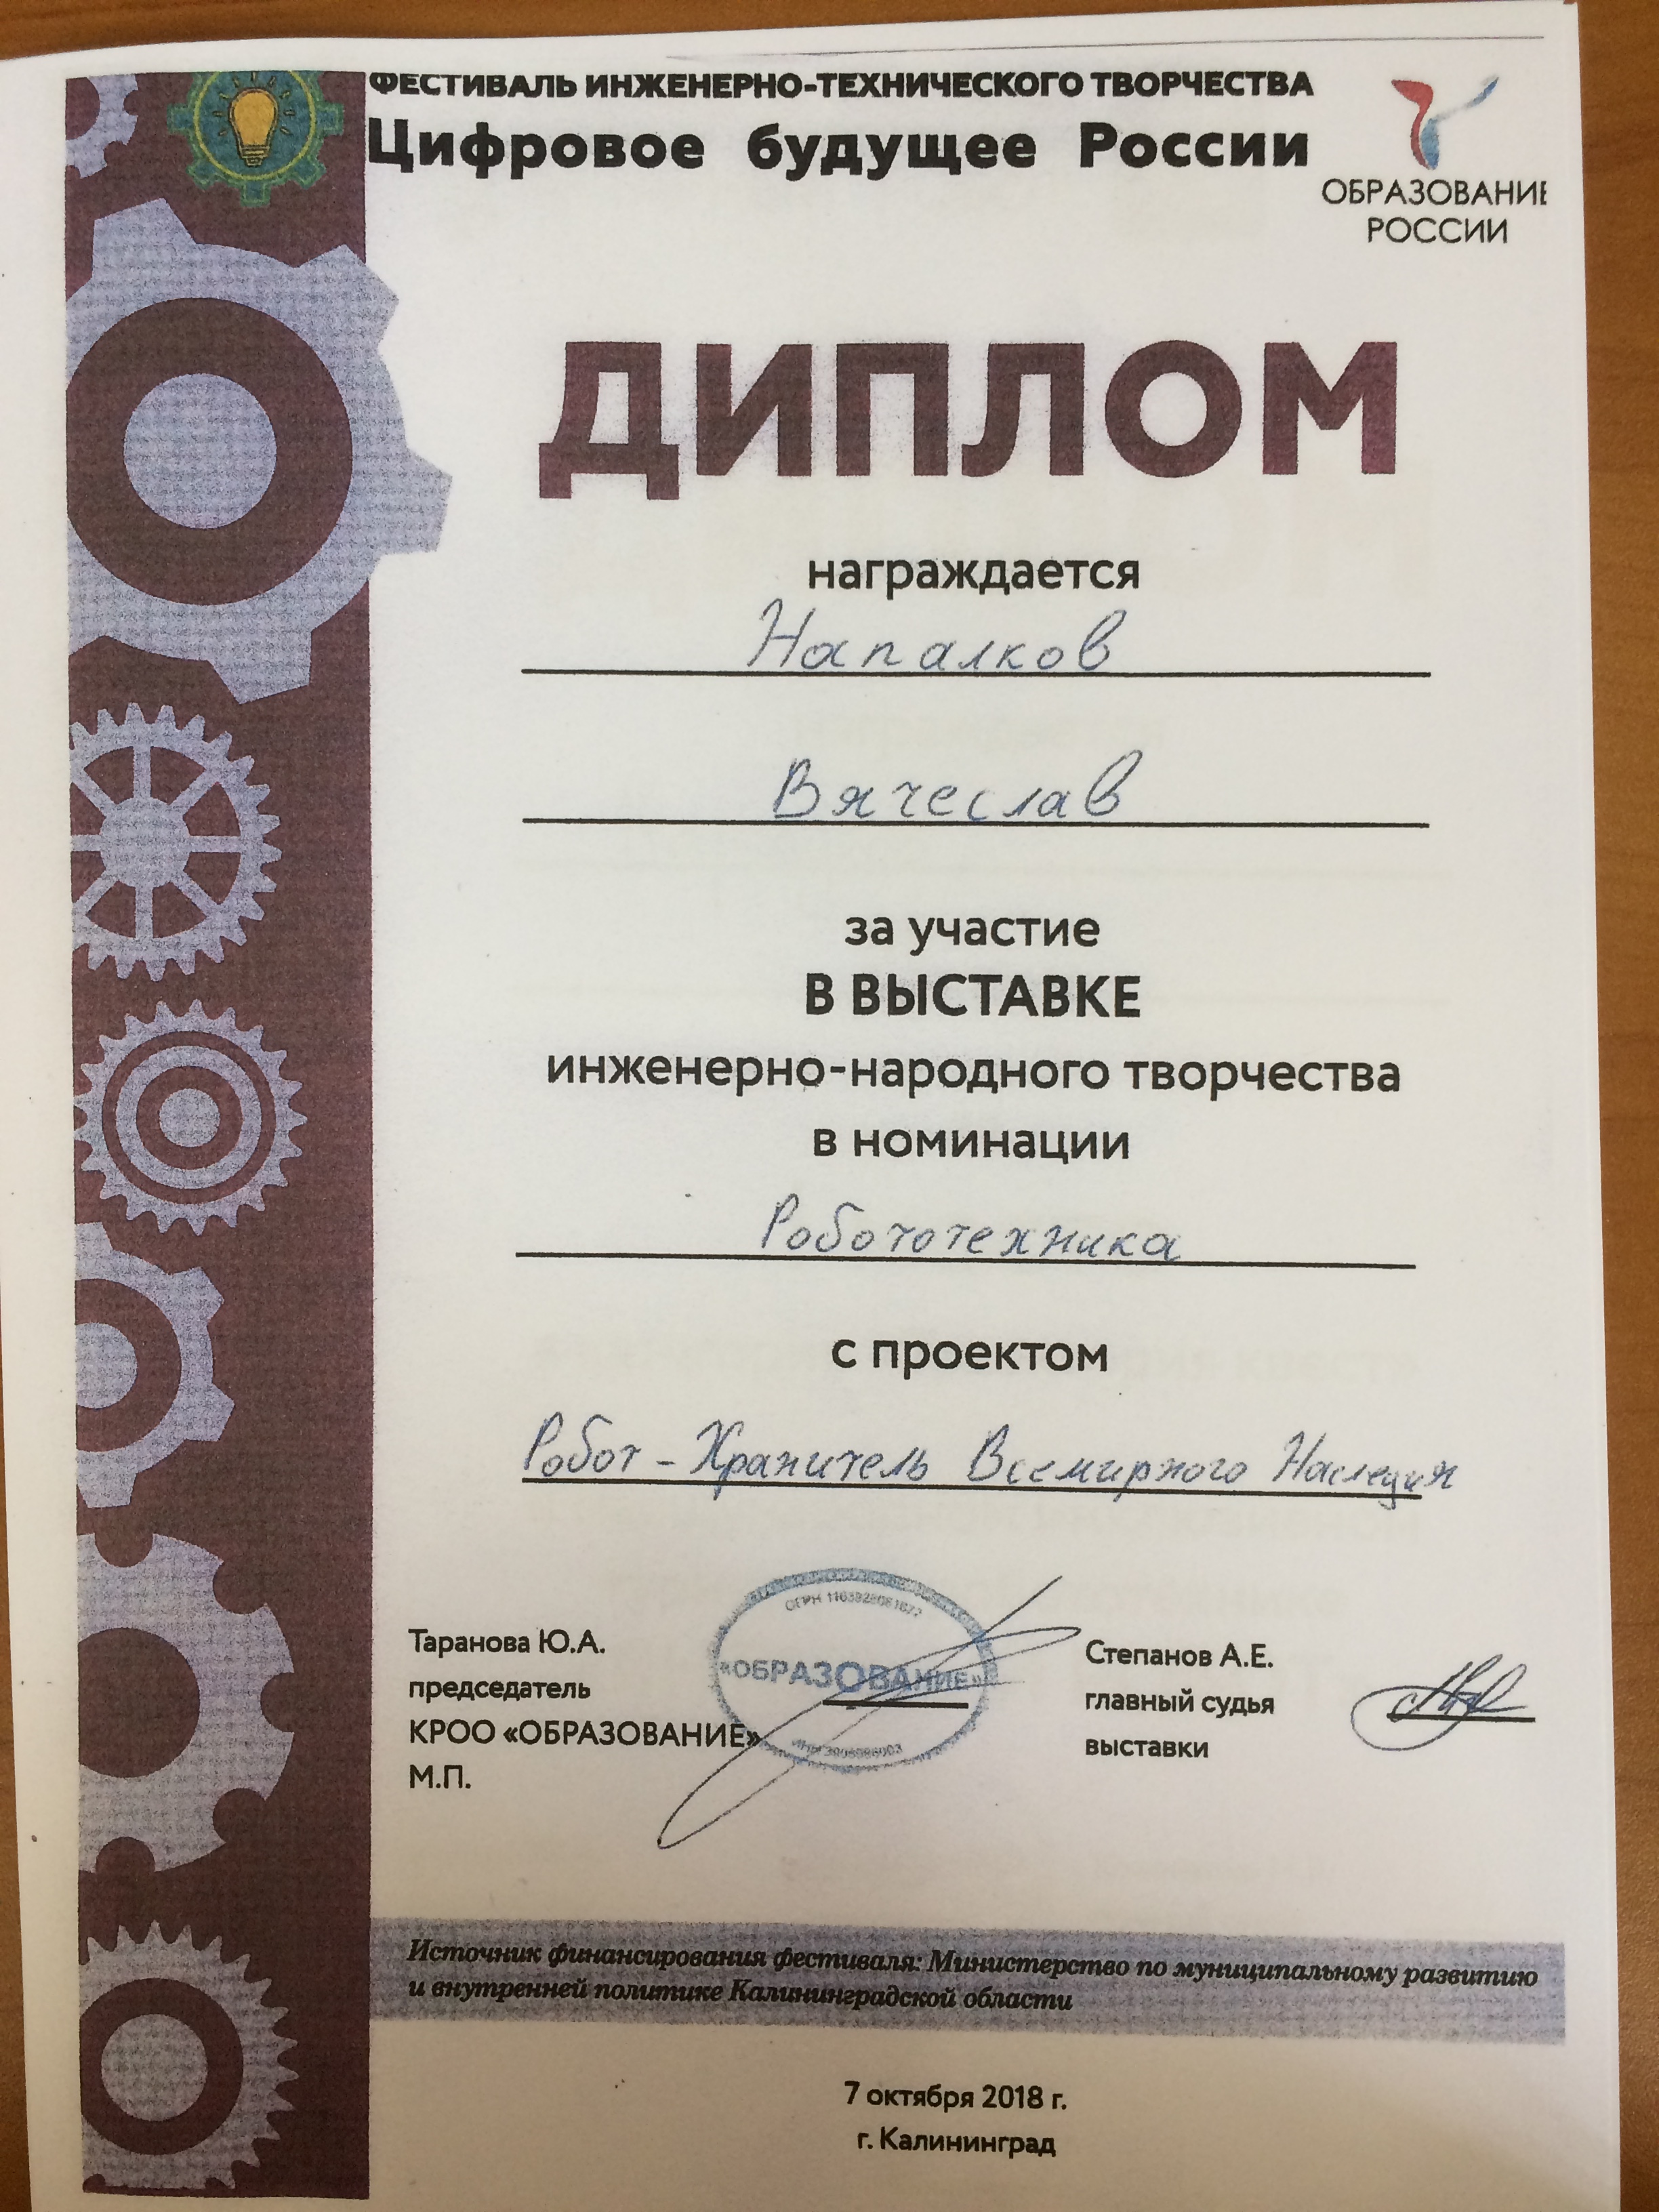 ФЕСТИВАЛЬ ИНЖЕНЕРНО-ТЕХНИЧЕСКОГО ТВОРЧЕСТВА
Цифровое будущее России
ОБРАЗОВАНИЕ
РОССИИ
ДИПЛОМ
награждается
Напалков
Вячеслав
за участие
В ВЫСТАВКЕ
инженерно-народного творчества
в номинации
Робототехника
с проектом
Робот - Хранитель Всемирного Наследия
Таранова Ю.А.
председатель
КРОО «ОБРАЗОВАНИЕ»
М.П.
ОГРН
«ОБРАЗОВАНИЕ»
Степанов А.Е.
главный судья
выставки
Источник финансирования фестиваля: Министерство по муниципальному развитию
и внутренней политике Калининградской области
7 октября 2018 г.
г. Калининград